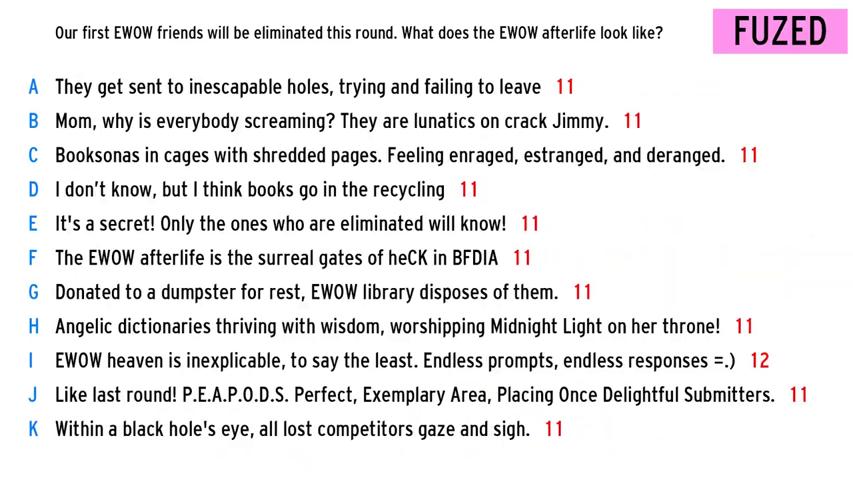 Our first EWOW friends will be eliminated this round. What does the EWOW afterlife look like?
FUZED
A They get sent to inescapable holes, trying and failing to leave 11
B Mom, why is everybody screaming? They are lunatics on crack Jimmy. 11
C Booksonas in cages with shredded pages. Feeling enraged, estranged, and deranged. 11
D I don’t know, but I think books go in the recycling 11
E It's a secret! Only the ones who are eliminated will know! 11
F The EWOW afterlife is the surreal gates of heCK in BFDIA 11
G Donated to a dumpster for rest, EWOW library disposes of them. 11
H Angelic dictionaries thriving with wisdom, worshipping Midnight Light on her throne! 11
I EWOW heaven is inexplicable, to say the least. Endless prompts, endless responses =.) 12
J Like last round! P.E.A.P.O.D.S. Perfect, Exemplary Area, Placing Once Delightful Submitters. 11
K Within a black hole's eye, all lost competitors gaze and sigh. 11